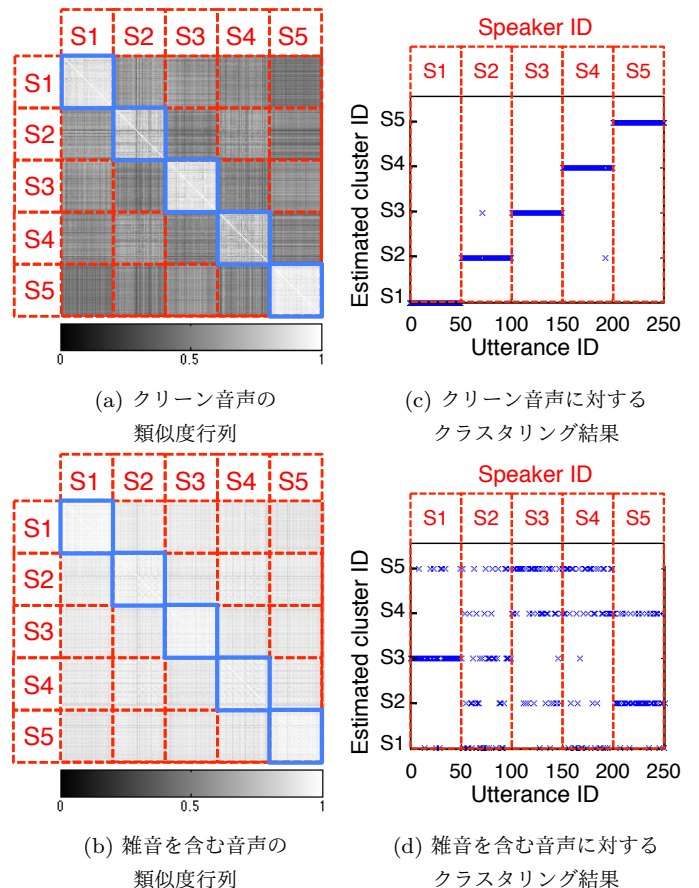 S1 S2 S3 S4 S5
S1
S2
S3
S4
S5
0 0.5 1
(a) クリーン音声の
類似度行列
Speaker ID
S1 S2 S3 S4 S5
Estimated cluster ID
S5
S4
S3
S2
S1
0 50 100 150 200 250
Utterance ID
(c) クリーン音声に対する
クラスタリング結果
S1 S2 S3 S4 S5
S1
S2
S3
S4
S5
0 0.5 1
(b) 雑音を含む音声の
類似度行列
Speaker ID
S1 S2 S3 S4 S5
Estimated cluster ID
S5
S4
S3
S2
S1
0 50 100 150 200 250
Utterance ID
(d) 雑音を含む音声に対する
クラスタリング結果